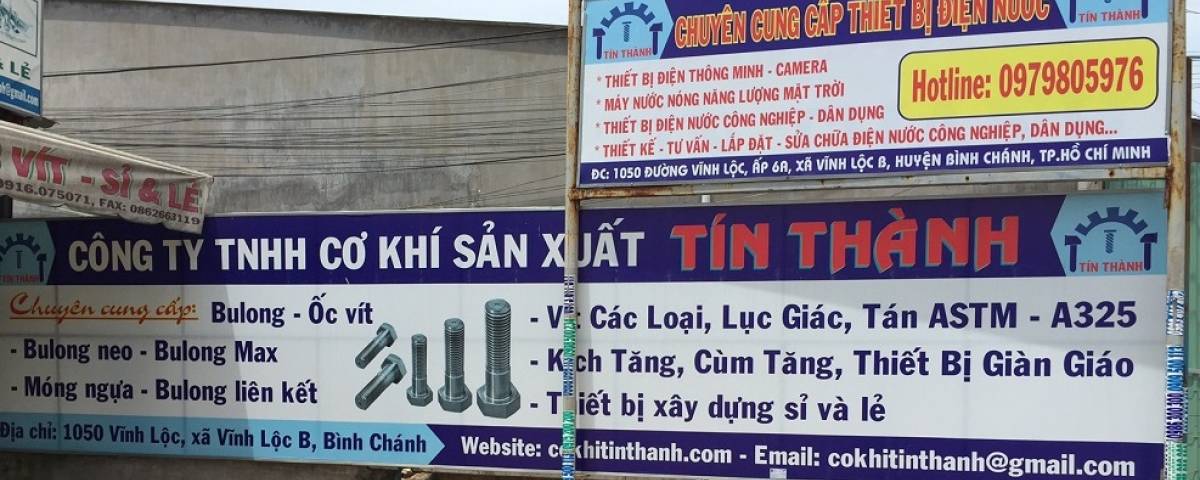 & LẺ
@gmail.com
VÍT - SỈ & LẺ
0916.075071, FAX: 0862663119
CHUYÊN CUNG CẤP THIẾT BỊ ĐIỆN NƯỚC
TÍN THÀNH
TÍN THÀNH
* THIẾT BỊ ĐIỆN THÔNG MINH - CAMERA
* MÁY NƯỚC NÓNG NĂNG LƯỢNG MẶT TRỜI
* THIẾT BỊ ĐIỆN NƯỚC CÔNG NGHIỆP - DÂN DỤNG
* THIẾT KẾ - TƯ VẤN - LẮP ĐẶT - SỬA CHỮA ĐIỆN NƯỚC CÔNG NGHIỆP, DÂN DỤNG...
Hotline: 0979805976
ĐC: 1050 ĐƯỜNG VĨNH LỘC, ẤP 6A, XÃ VĨNH LỘC B, HUYỆN BÌNH CHÁNH, TP.HỒ CHÍ MINH
TÍN THÀNH
CÔNG TY TNHH CƠ KHÍ SẢN XUẤT TÍN THÀNH
TÍN THÀNH
Chuyên cung cấp: Bulong - Ốc vít
- Bulong neo - Bulong Max
- Móng ngựa - Bulong liên kết
- Vít Các Loại, Lục Giác, Tán ASTM - A325
- Kích Tăng, Cùm Tăng, Thiết Bị Giàn Giáo
- Thiết bị xây dựng sỉ và lẻ
Địa chỉ: 1050 Vĩnh Lộc, xã Vĩnh Lộc B, Bình Chánh
Website: cokhitinthanh.com - Email: cokhitinthanh@gmail.com